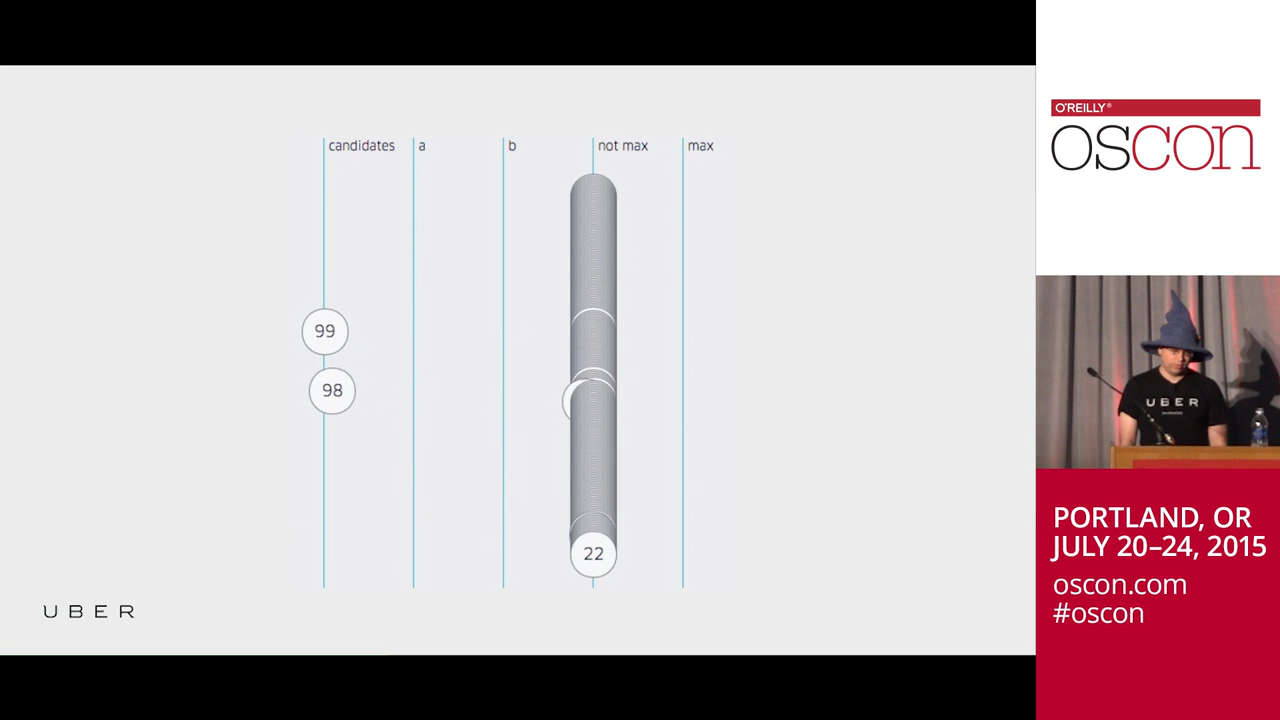 candidates
a
b
not max
max
99
98
22
UBER
O'REILLY®
OSCON
UBER
PORTLAND, OR
JULY 20–24, 2015
oscon.com
#oscon